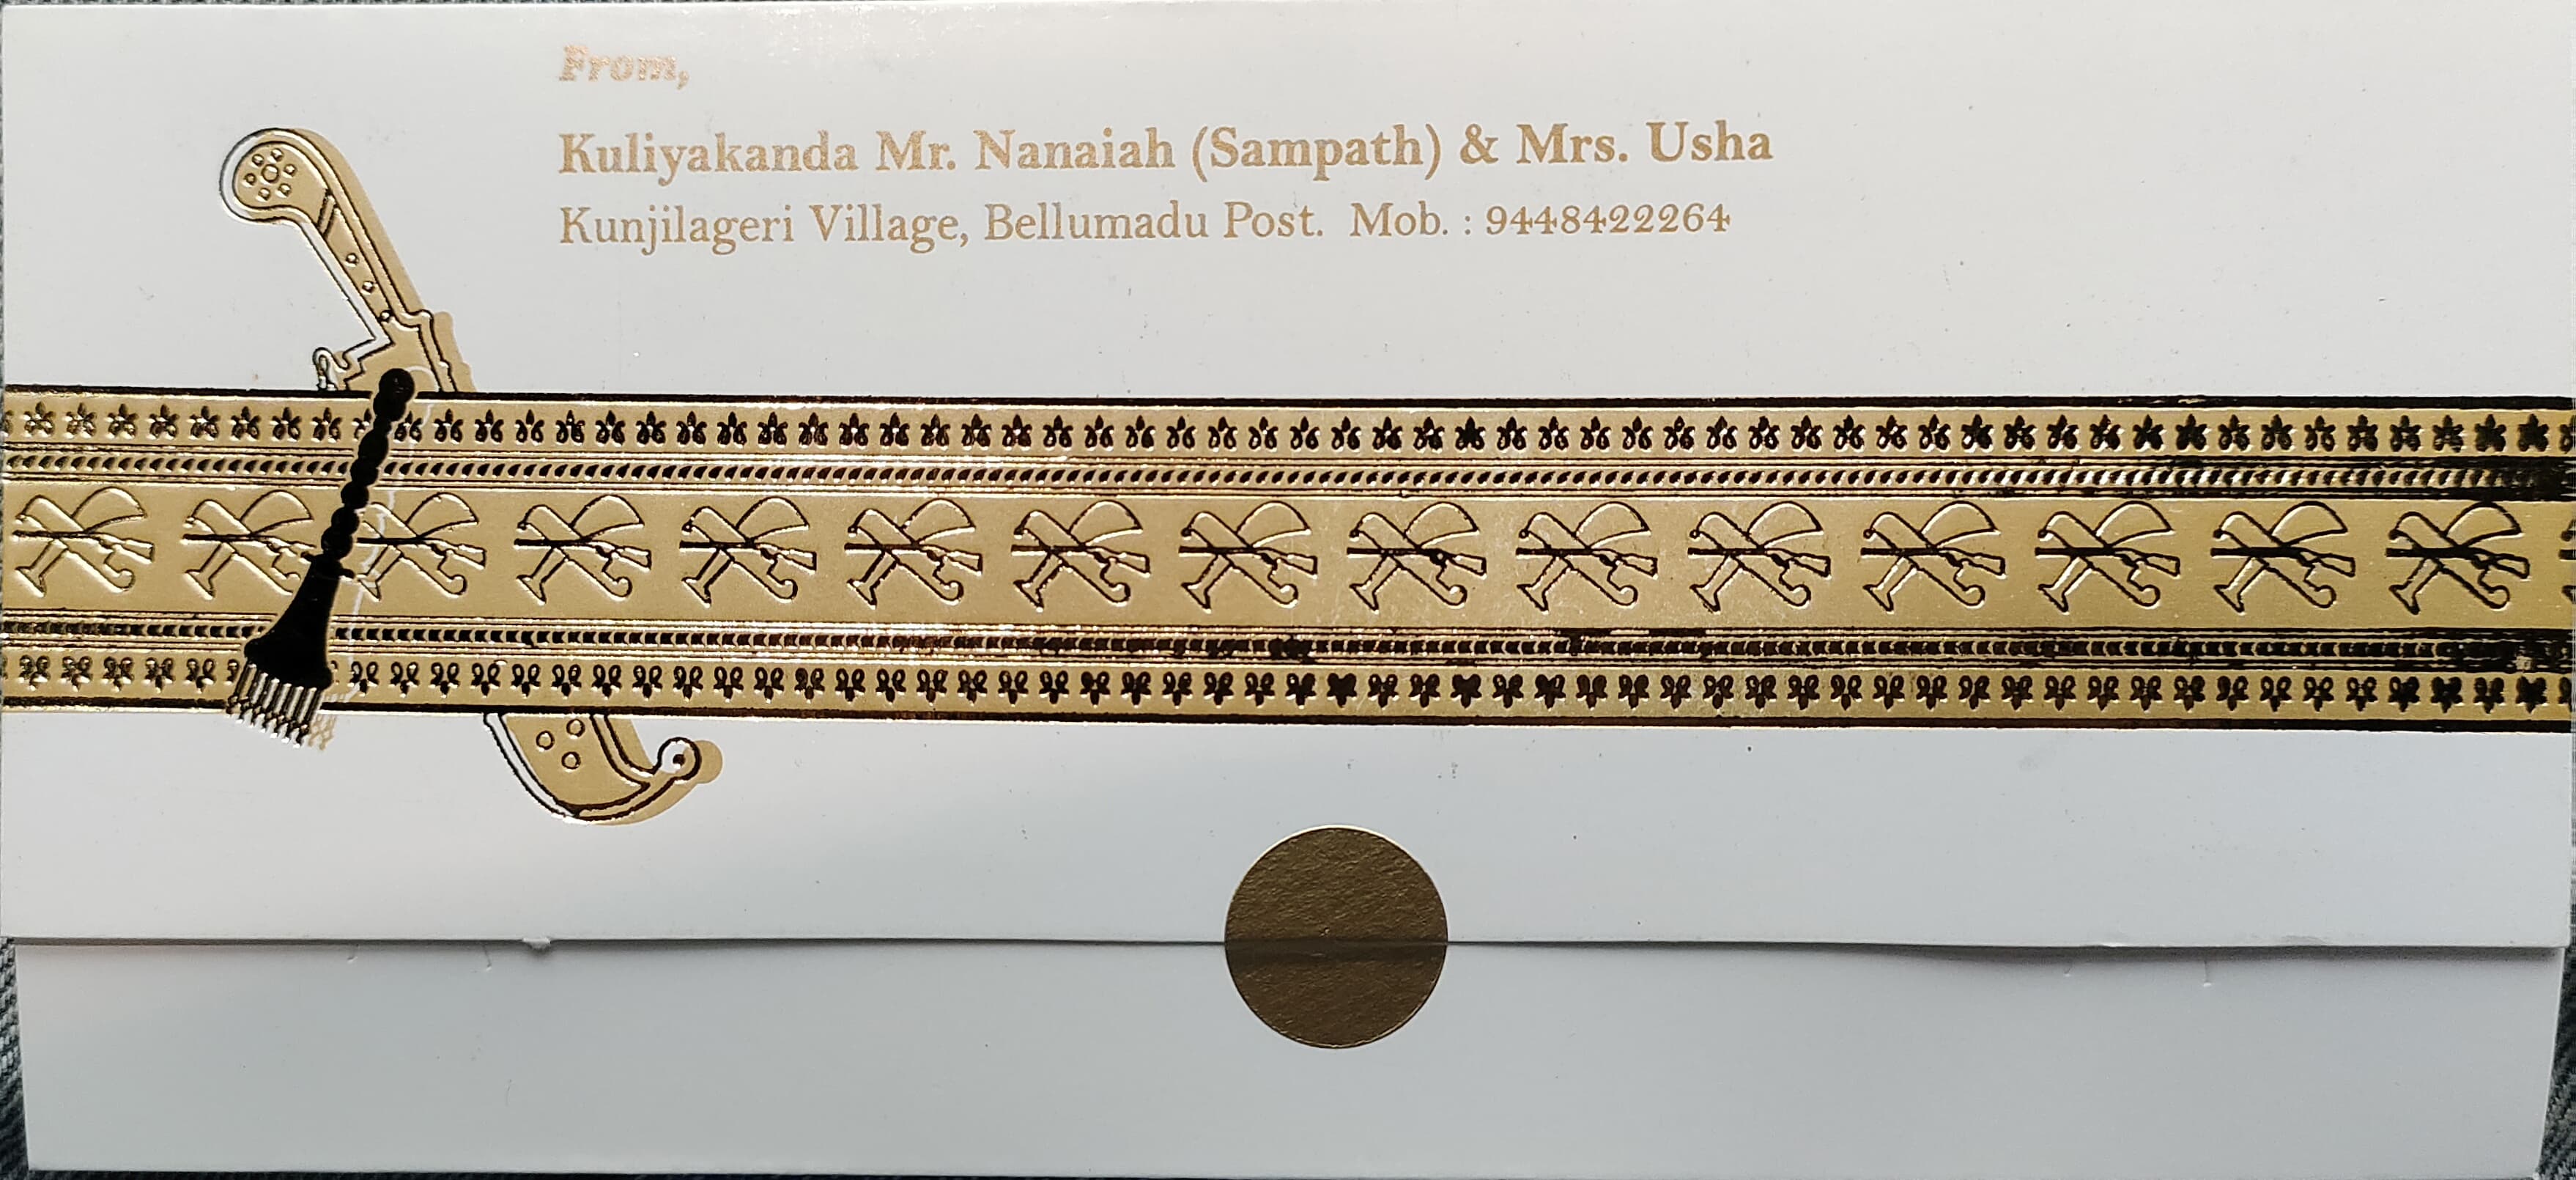 From,
Kuliyakanda Mr. Nanaiah (Sampath) & Mrs. Usha
Kunjilageri Village, Bellumadu Post. Mob. : 9448422264